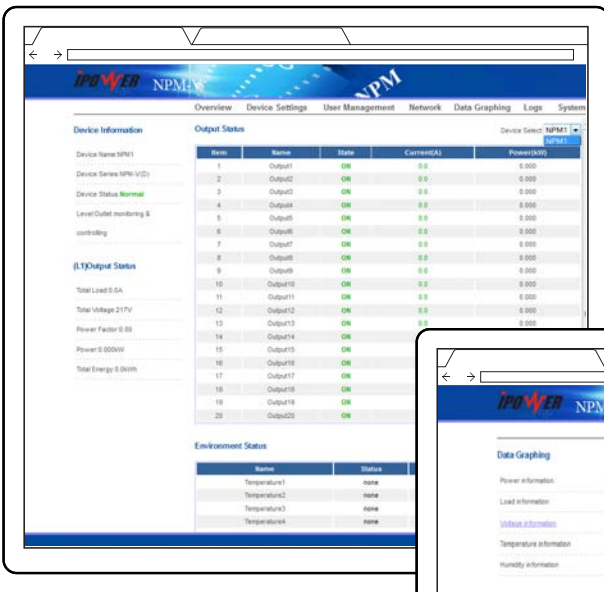 iPOWER NPM-V
NPM
Overview Device Settings User Management Network Data Graphing Logs System
Device Information
Device Name:NPM1
Device Series:NPM-V(D)
Device Status:Normal
Level:Outlet monitoring &
controlling
(L1)Output Status
Total Load:0.0A
Total Voltage:217V
Power Factor:0.00
Power:0.000kW
Total Energy:0.0kWh
Output Status
Device Select: NPM1
NPM1
Item Name State Current(A) Power(kW)
1 Output1 ON 0.0 0.000
2 Output2 ON 0.0 0.000
3 Output3 ON 0.0 0.000
4 Output4 ON 0.0 0.000
5 Output5 ON 0.0 0.000
6 Output6 ON 0.0 0.000
7 Output7 ON 0.0 0.000
8 Output8 ON 0.0 0.000
9 Output9 ON 0.0 0.000
10 Output10 ON 0.0 0.000
11 Output11 ON 0.0 0.000
12 Output12 ON 0.0 0.000
13 Output13 ON 0.0 0.000
14 Output14 ON
15 Output15 ON
16 Output16 ON
17 Output17 ON
18 Output18 ON
19 Output19 ON
20 Output20 ON
Environment Status
Name Status
Temperature1 none
Temperature2 none
Temperature3 none
Temperature4 none
iPOWER NPM
Data Graphing
Power information
Load information
Voltage information
Temperature information
Humidity information